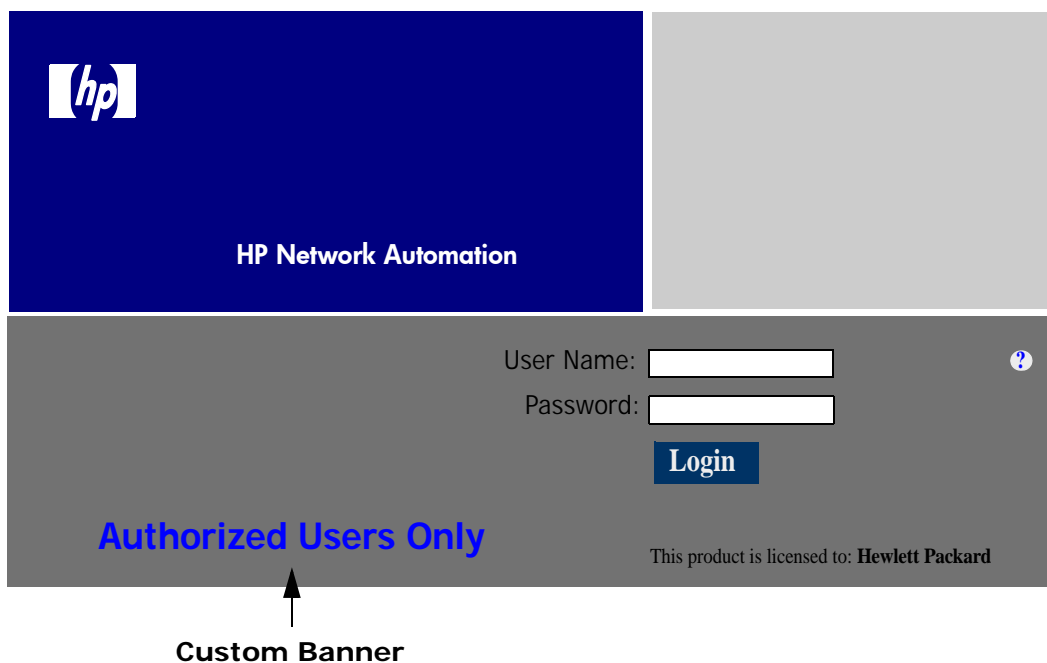 hp
HP Network Automation
User Name:
?
Password:
Login
Authorized Users Only
This product is licensed to: Hewlett Packard
Custom Banner